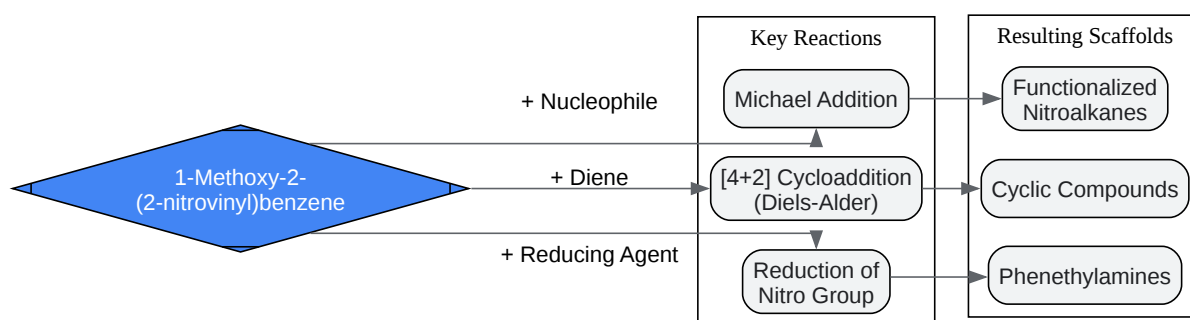 Key Reactions
Resulting Scaffolds
+ Nucleophile
Michael Addition
Functionalized
Nitroalkanes
1-Methoxy-2-
(2-nitrovinyl)benzene
+ Diene
[4+2] Cycloaddition
(Diels-Alder)
Cyclic Compounds
+ Reducing Agent
Reduction of
Nitro Group
Phenethylamines